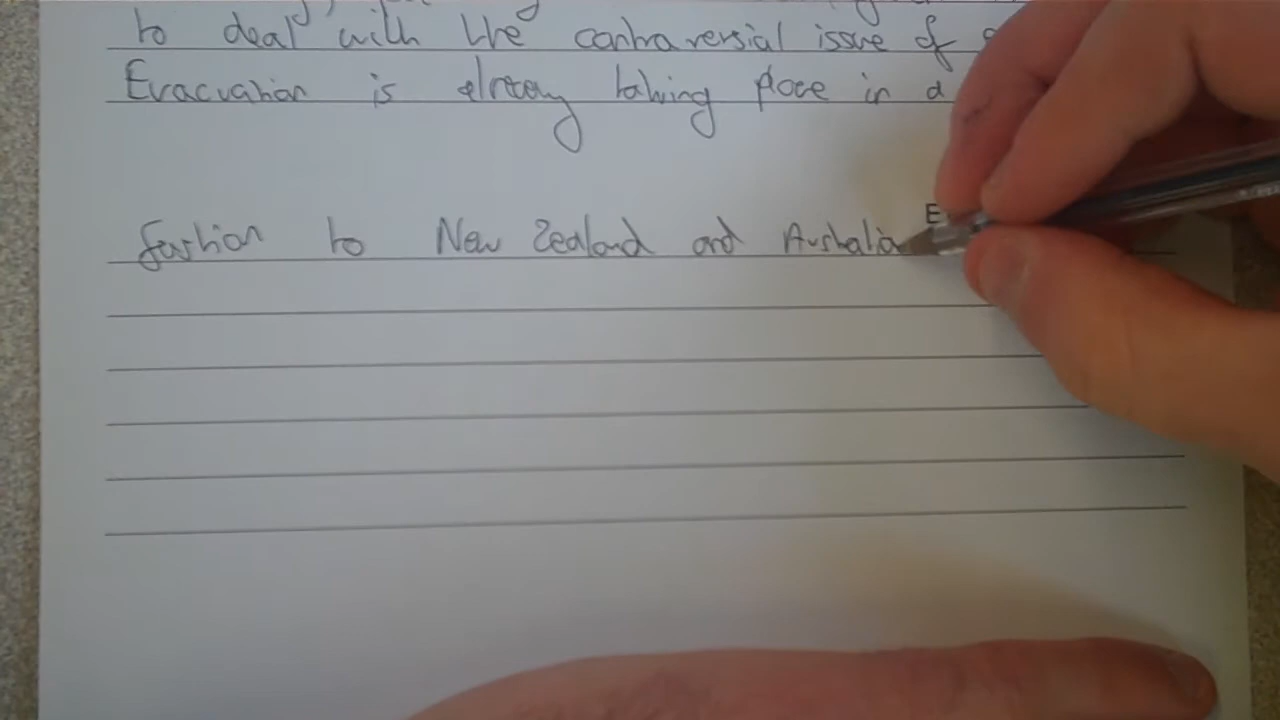 to deal with the contraversial issue of
Evacuation is already taking place in a
E
fashion to New Zealand and Australia